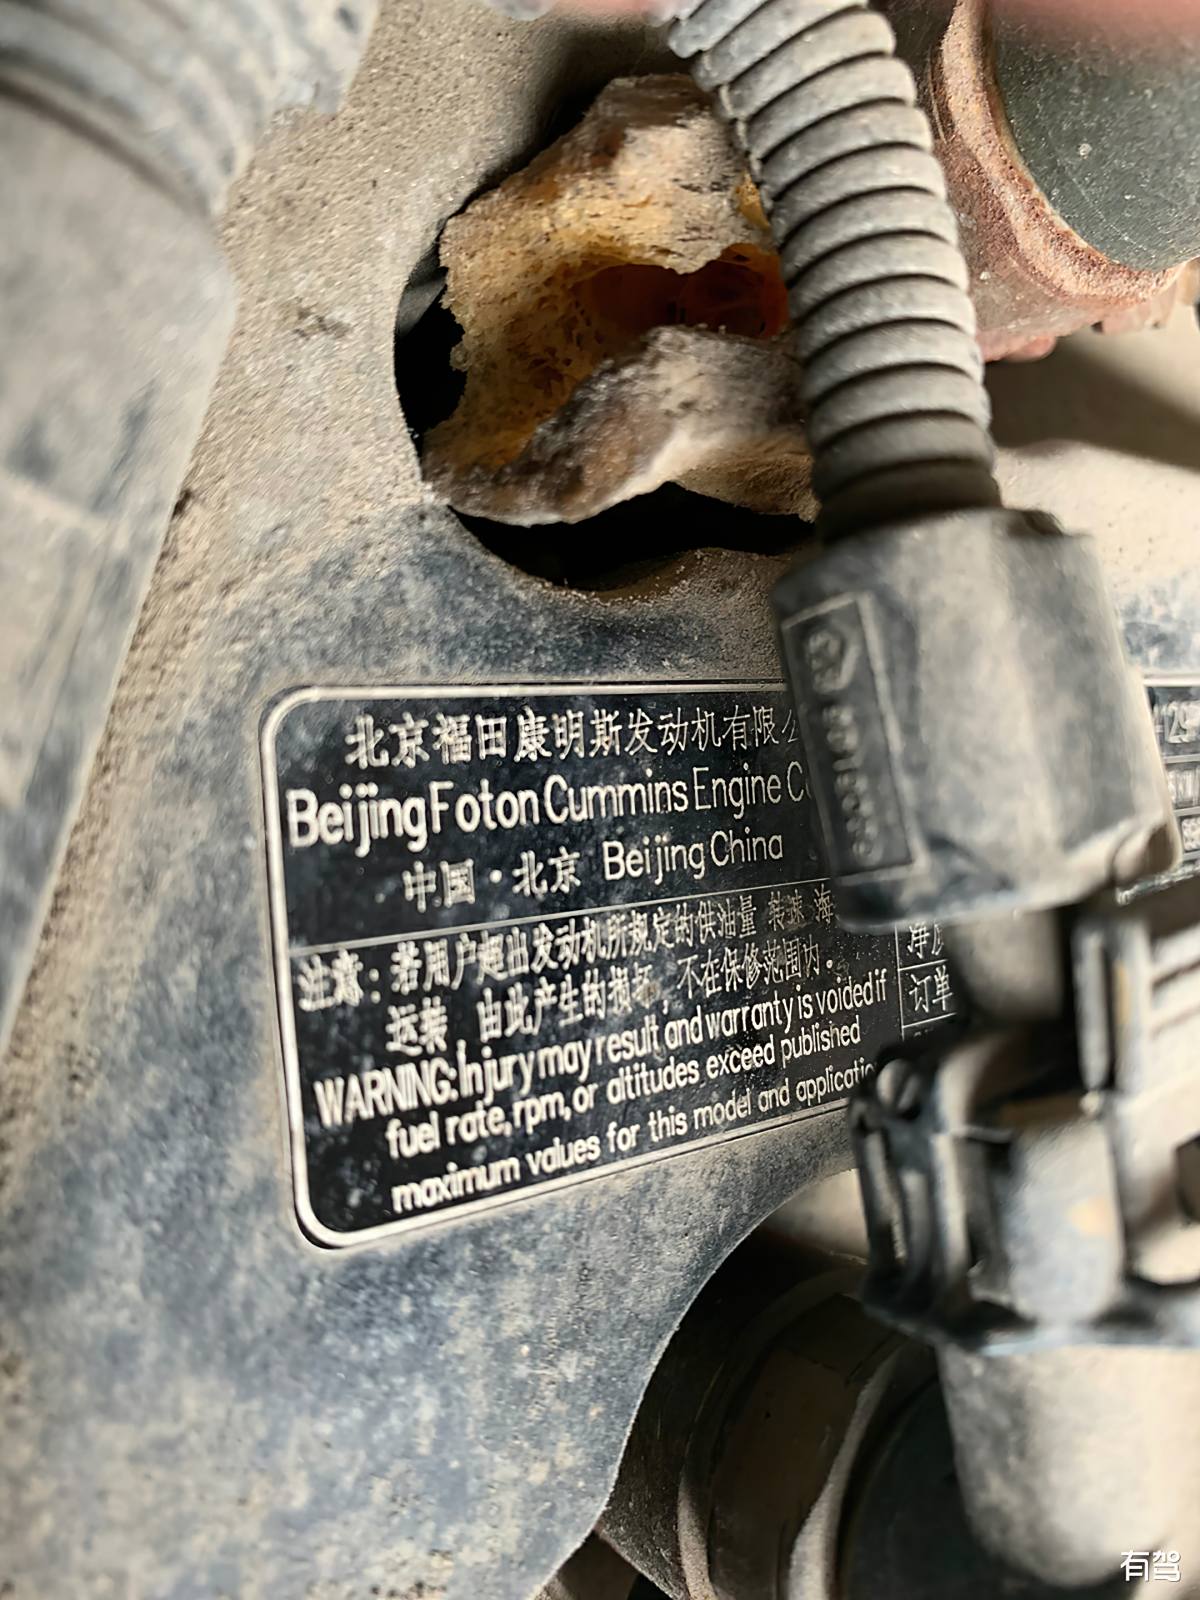 北京福田康明斯发动机有限
Beijing Foton Cummins Engine
中国·北京 Beijing China
注意：若用户超出发动机所规定的供油量 转速 海
运装，由此产生的损坏，不在保修范围内。
WARNING: Injury may result and warranty is voided if
fuel rate, rpm, or altitudes exceed published
maximum values for this model and
订单
有驾